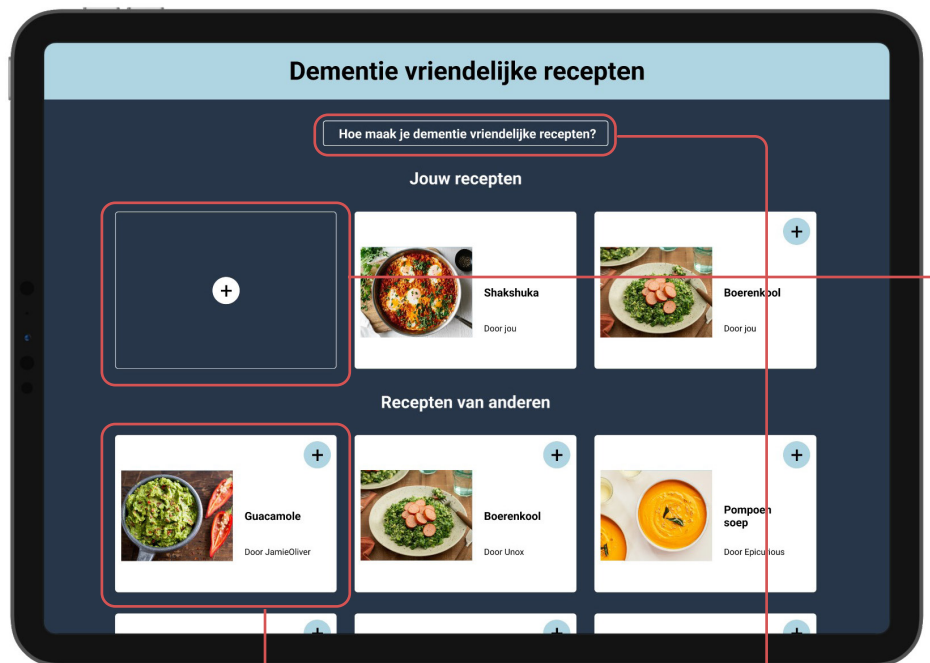 Dementie vriendelijke recepten
Hoe maak je dementie vriendelijke recepten?
Jouw recepten
+
Shakshuka
Door jou
+
Boerenkool
Door jou
Recepten van anderen
+
Guacamole
Door JamieOliver
+
Boerenkool
Door Unox
+
Pompoen
soep
Door Epicurious
+
+
+